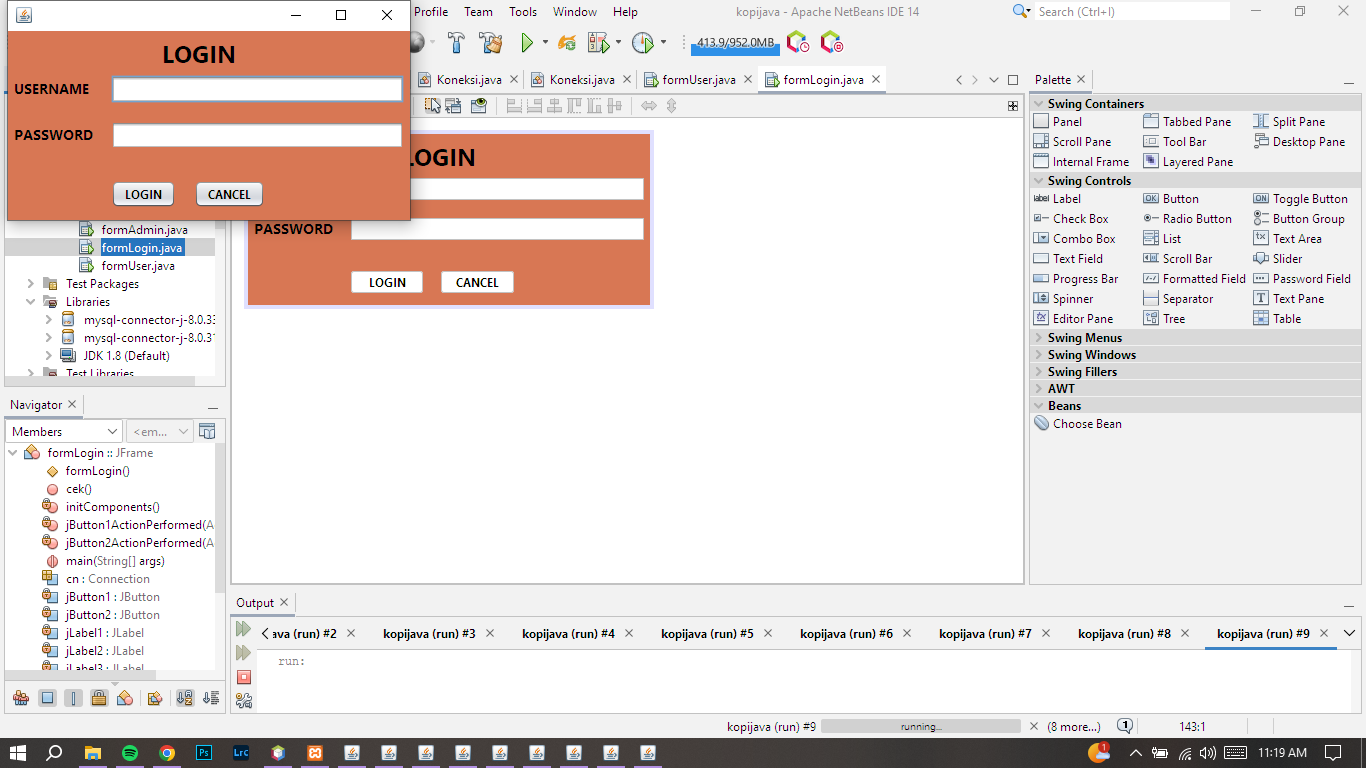 Profile Team Tools Window Help
kopijava - Apache NetBeans IDE 14
Search (Ctrl+I)
413.9/952.0MB
LOGIN
USERNAME
PASSWORD
LOGIN CANCEL
Koneksi.java
Koneksi.java
formUser.java
formLogin.java
LOGIN
PASSWORD
LOGIN CANCEL
formAdmin.java
formLogin.java
formUser.java
Test Packages
Libraries
mysql-connector-j-8.0.33
mysql-connector-j-8.0.31
JDK 1.8 (Default)
Test Libraries
Navigator
Members <em...
formLogin :: JFrame
formLogin()
cek()
initComponents()
jButton1ActionPerformed(A
jButton2ActionPerformed(A
main(String[] args)
cn : Connection
jButton1 : JButton
jButton2 : JButton
jLabel1 : JLabel
jLabel2 : JLabel
jLabel3 : JLabel
Palette
Swing Containers
Panel Tabbed Pane Split Pane
Scroll Pane Tool Bar Desktop Pane
Internal Frame Layered Pane
Swing Controls
label Label OK Button ON Toggle Button
Check Box Radio Button Button Group
Combo Box List Text Area
Text Field Scroll Bar Slider
Progress Bar Formatted Field Password Field
Spinner Separator Text Pane
Editor Pane Tree Table
Swing Menus
Swing Windows
Swing Fillers
AWT
Beans
Choose Bean
Output
ava (run) #2 kopijava (run) #3 kopijava (run) #4 kopijava (run) #5 kopijava (run) #6 kopijava (run) #7 kopijava (run) #8 kopijava (run) #9
run:
kopijava (run) #9 running... (8 more...) 1 143:1
Ps LrC 1 11:19 AM